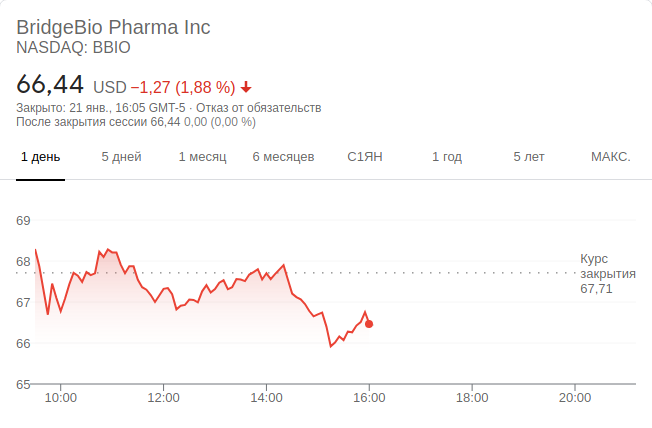 BridgeBio Pharma Inc
NASDAQ: BBIO
66,44 USD −1,27 (1,88 %)
Закрыто: 21 янв., 16:05 GMT-5 · Отказ от обязательств
После закрытия сессии 66,44 0,00 (0,00 %)
1 день 5 дней 1 месяц 6 месяцев С1ЯН 1 год 5 лет МАКС.
69
68
67
66
65
Курс
закрытия
67,71
10:00 12:00 14:00 16:00 18:00 20:00